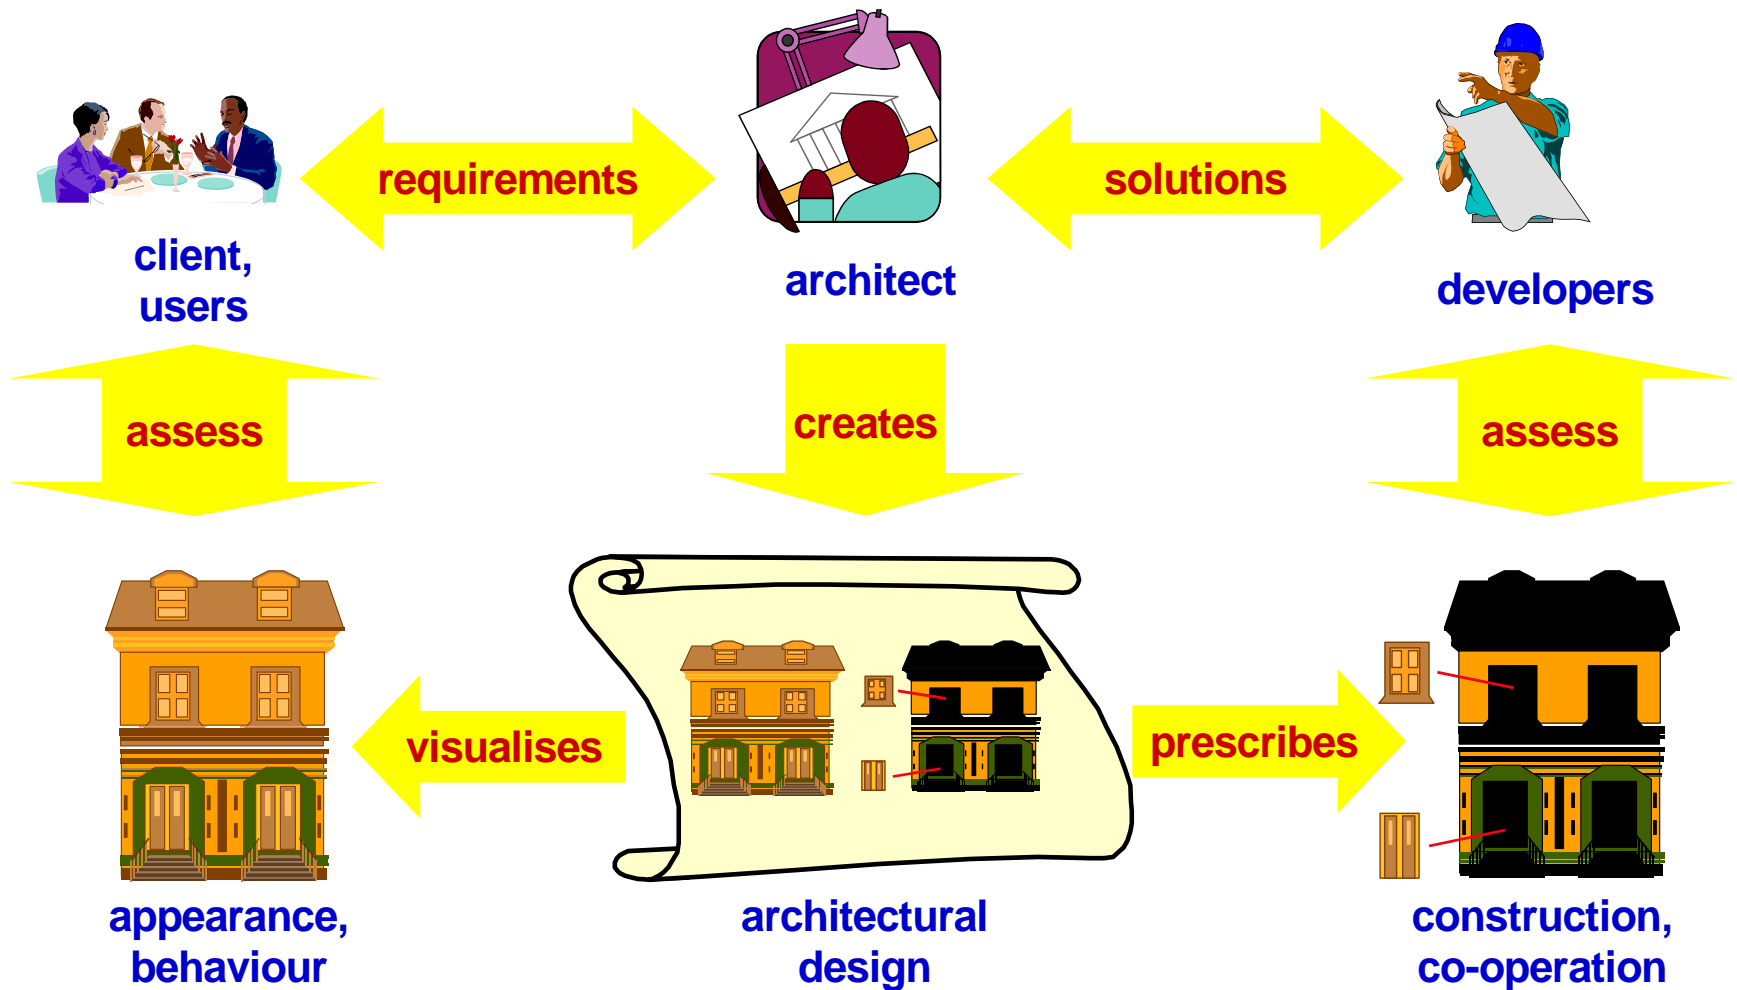 requirements
solutions
client,
users
architect
developers
assess
creates
assess
visualises
prescribes
appearance,
behaviour
architectural
design
construction,
co-operation